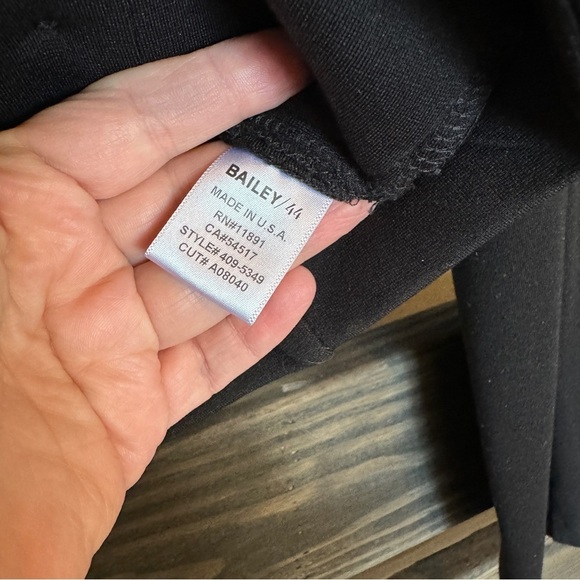 BAILEY/44
MADE IN U.S.A.
RN#11891
CA#54517
STYLE# 409-5349
CUT# A08040